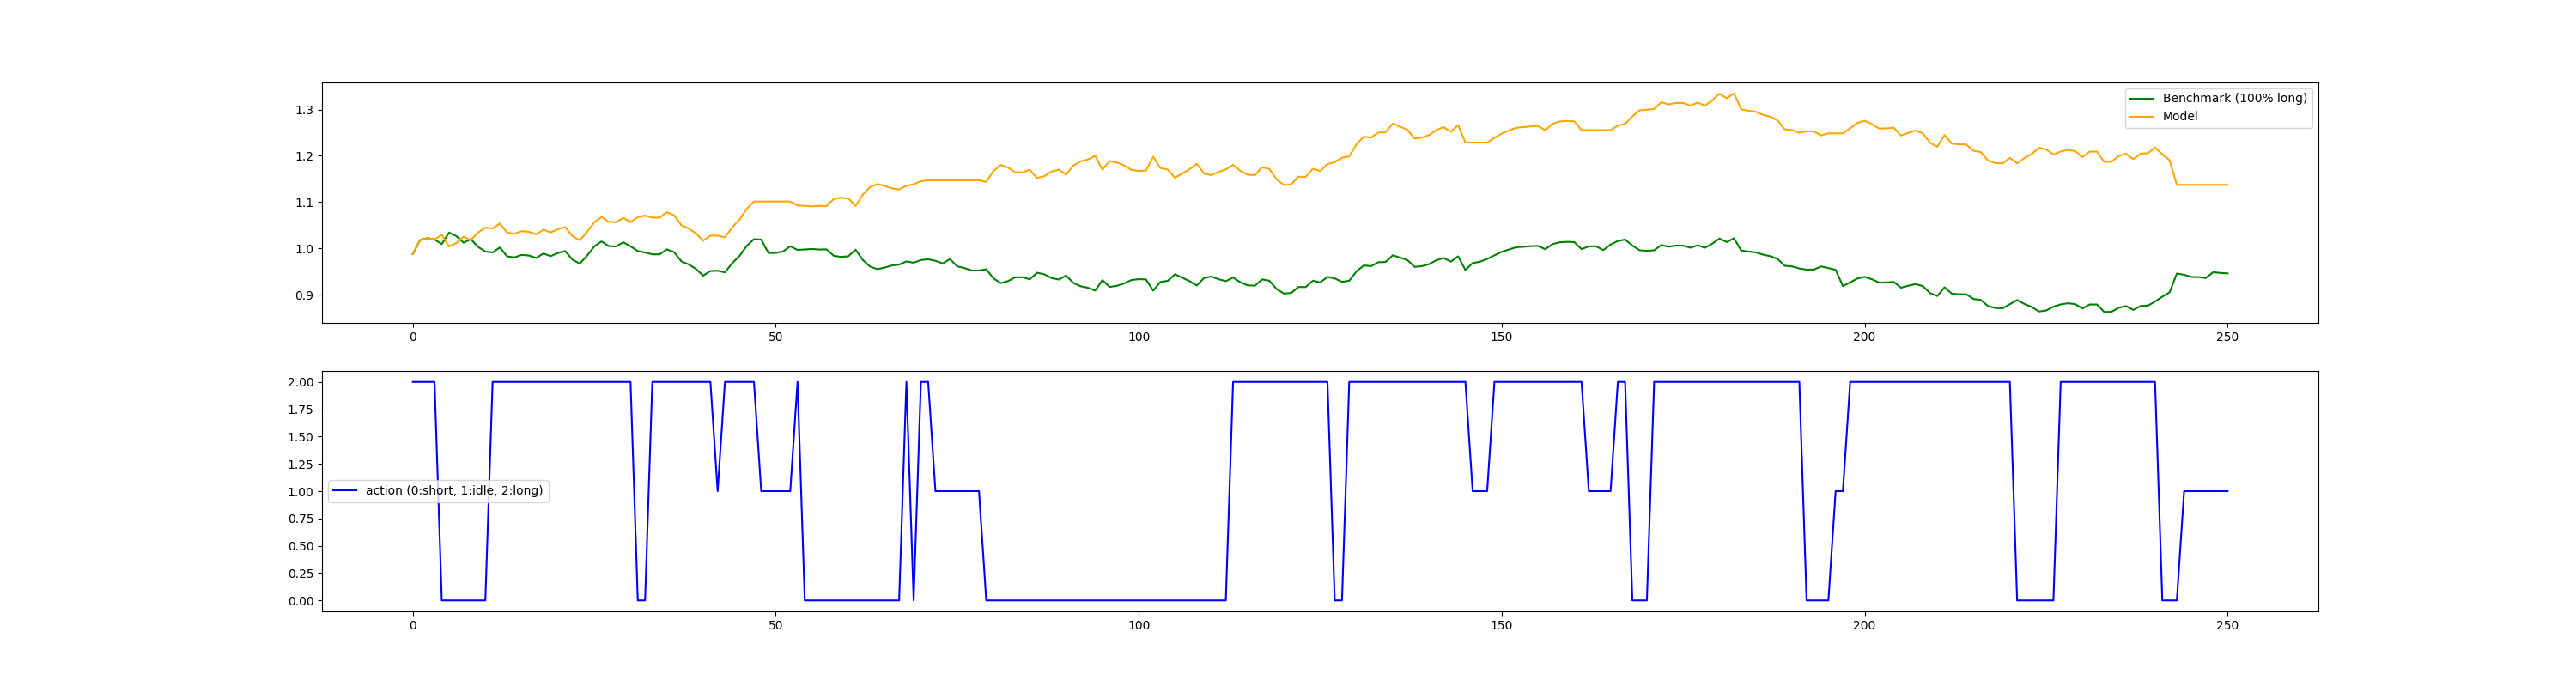 1.3
1.2
1.1
1.0
0.9
Benchmark (100% long)
Model
0 50 100 150 200 250
2.00
1.75
1.50
1.25
1.00
0.75
0.50
0.25
0.00
action (0:short, 1:idle, 2:long)
0 50 100 150 200 250